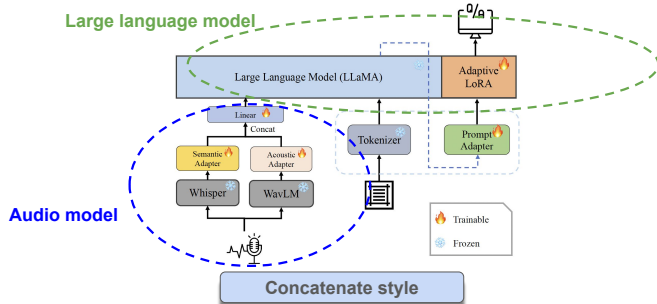 Large language model
Q/A
Large Language Model (LLaMA)
Adaptive
LoRA
Linear
Concat
Semantic
Adapter
Acoustic
Adapter
Tokenizer
Prompt
Adapter
Whisper
WavLM
Audio model
Trainable
Frozen
Concatenate style